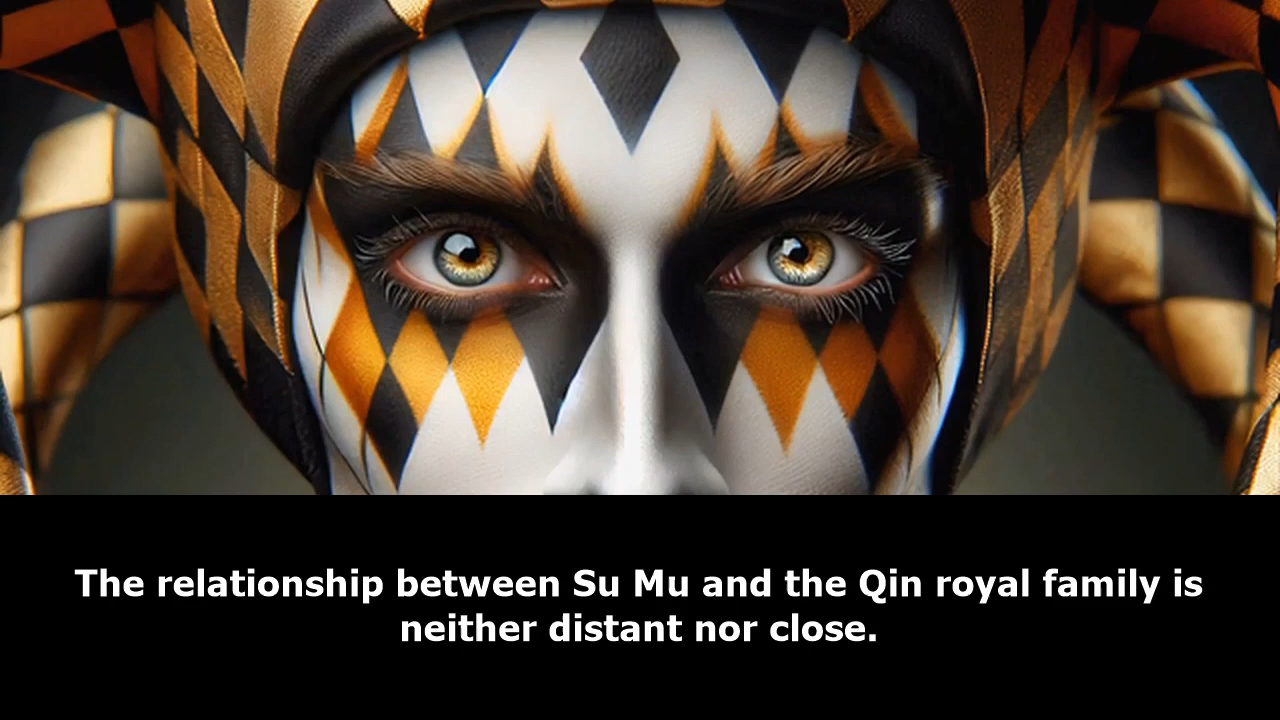 The relationship between Su Mu and the Qin royal family is
neither distant nor close.